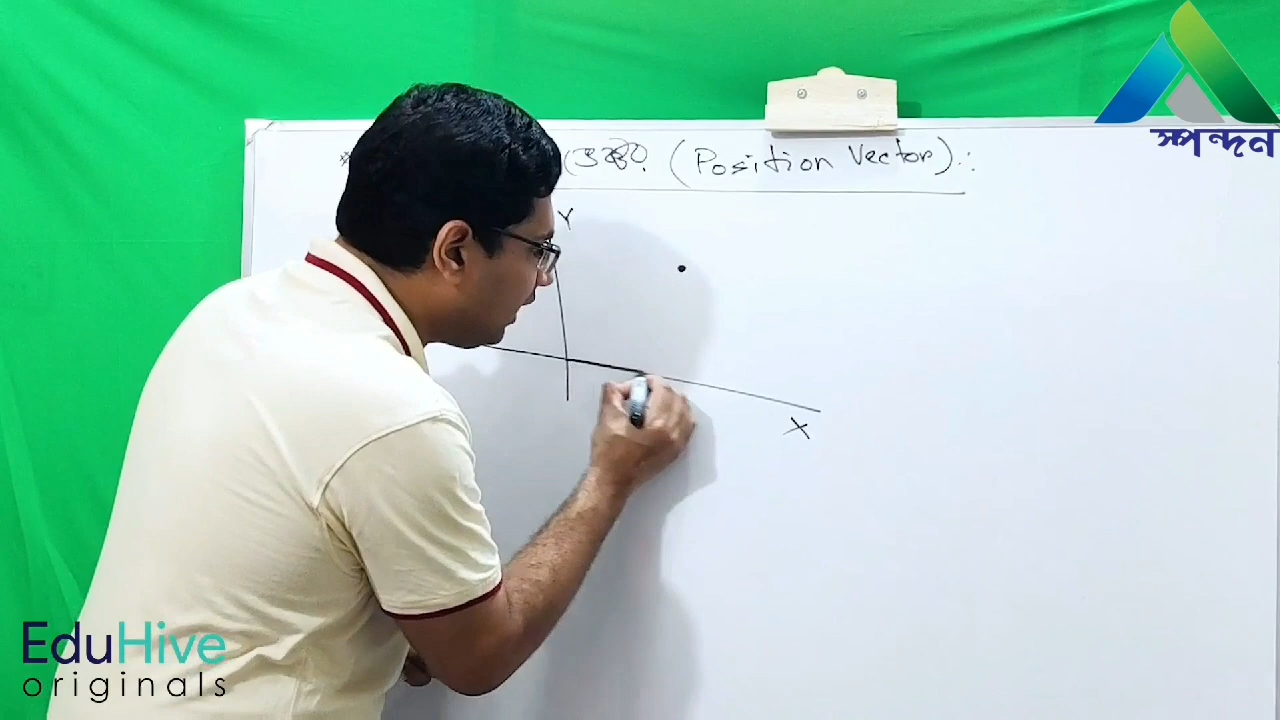 * (Position Vector):
Y
X
স্পন্দন
EduHive
originals